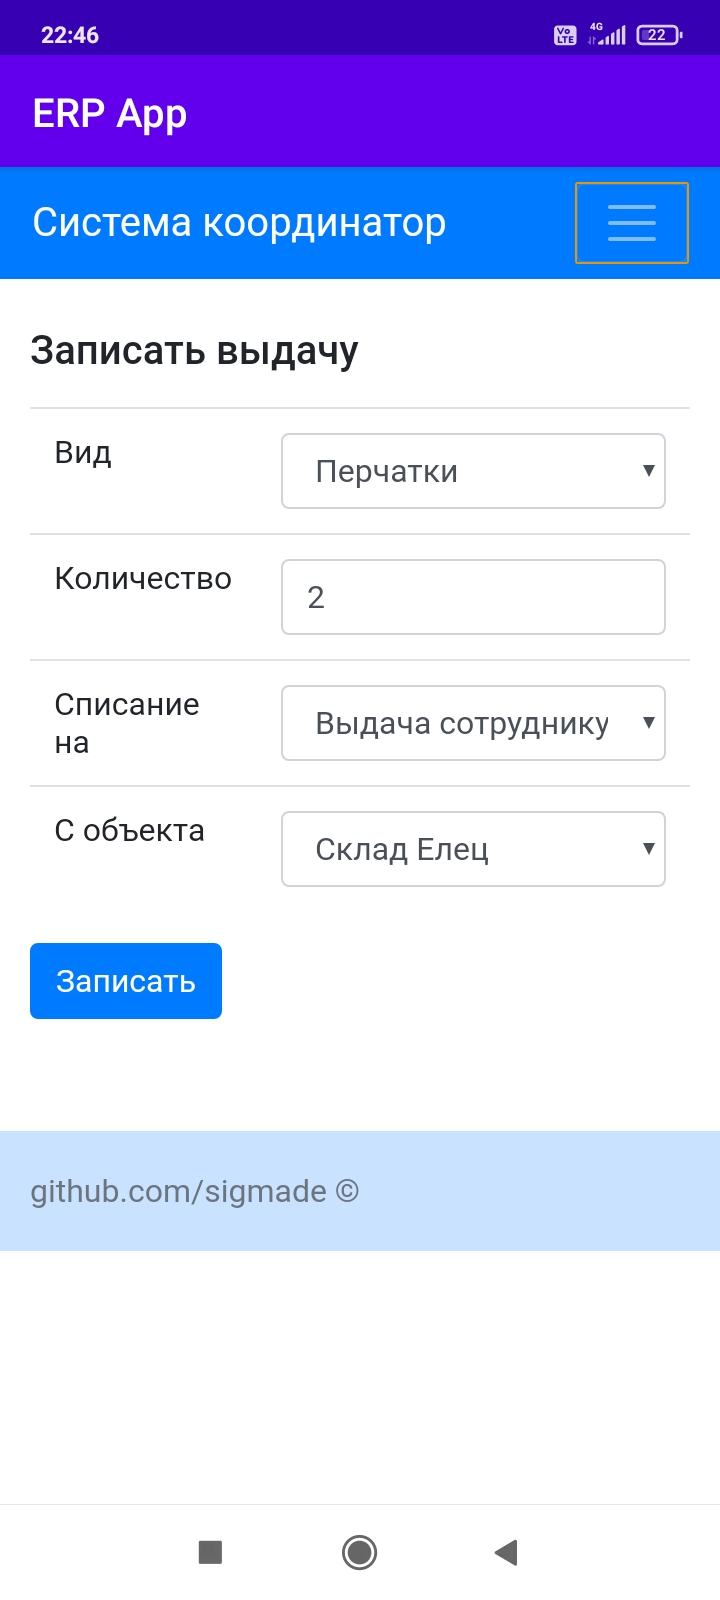 22:46
Vo LTE 4G 22
ERP App
Система координатор
Записать выдачу
Вид
Перчатки
Количество
2
Списание
на
Выдача сотруднику
С объекта
Склад Елец
Записать
github.com/sigmade ©